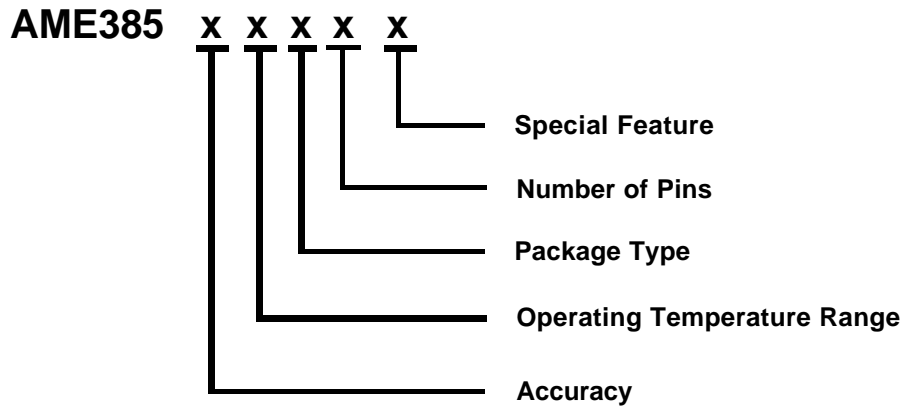 AME385 x x x x x
Special Feature
Number of Pins
Package Type
Operating Temperature Range
Accuracy